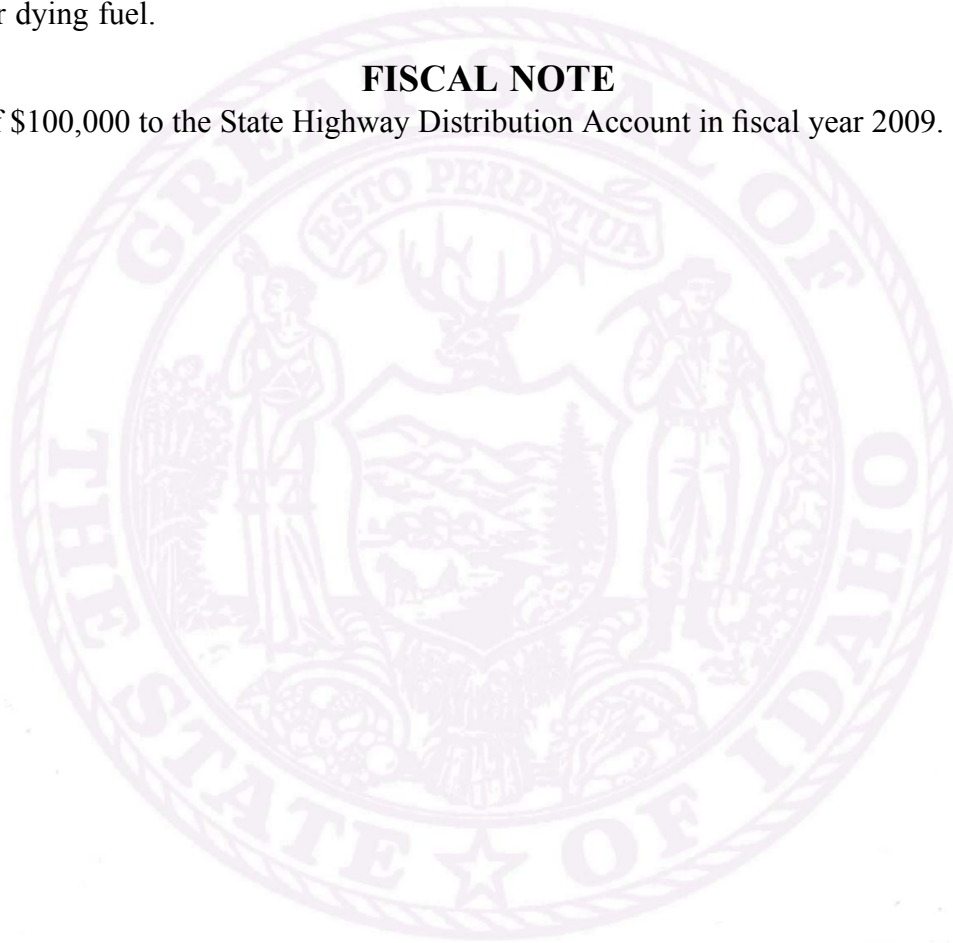 r dying fuel.
FISCAL NOTE
f $100,000 to the State Highway Distribution Account in fiscal year 2009.
GREAT SEAL OF
ESTO PERPETUA
THE STATE OF IDAHO